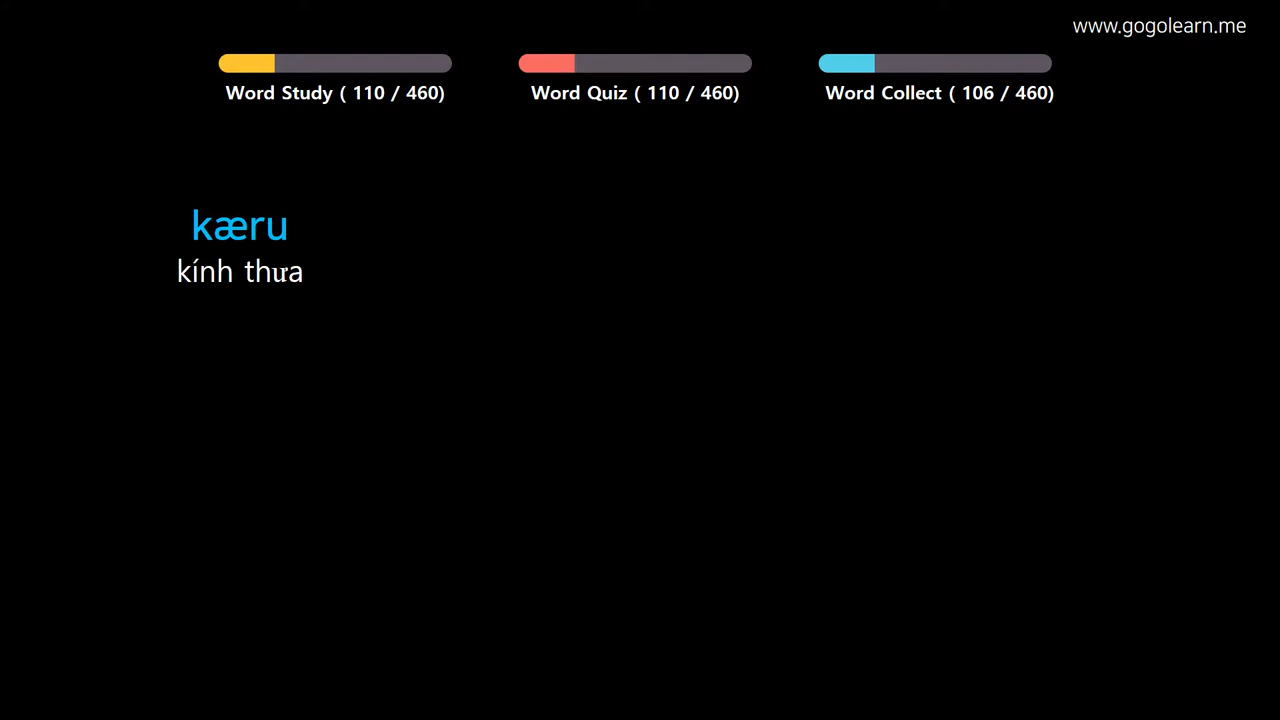 www.gogolearn.me
Word Study ( 110 / 460)
Word Quiz ( 110 / 460)
Word Collect ( 106 / 460)
kæru
kính thưa